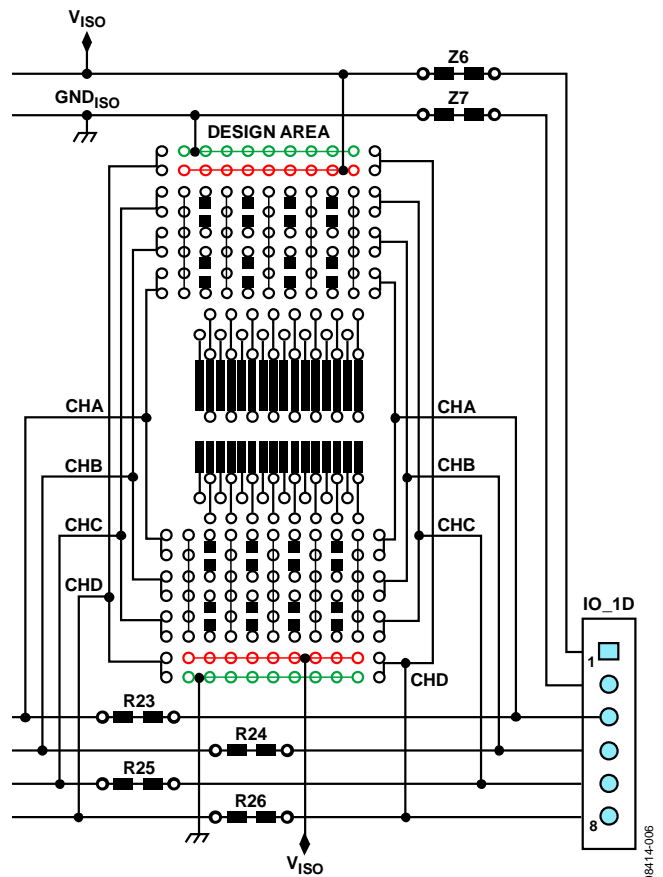 VISO
Z6
GNDISO
Z7
DESIGN AREA
CHA
CHA
CHB
CHB
CHC
CHC
CHD
IO_1D
1
CHD
R23
R24
R25
R26
8
VISO
08414-006